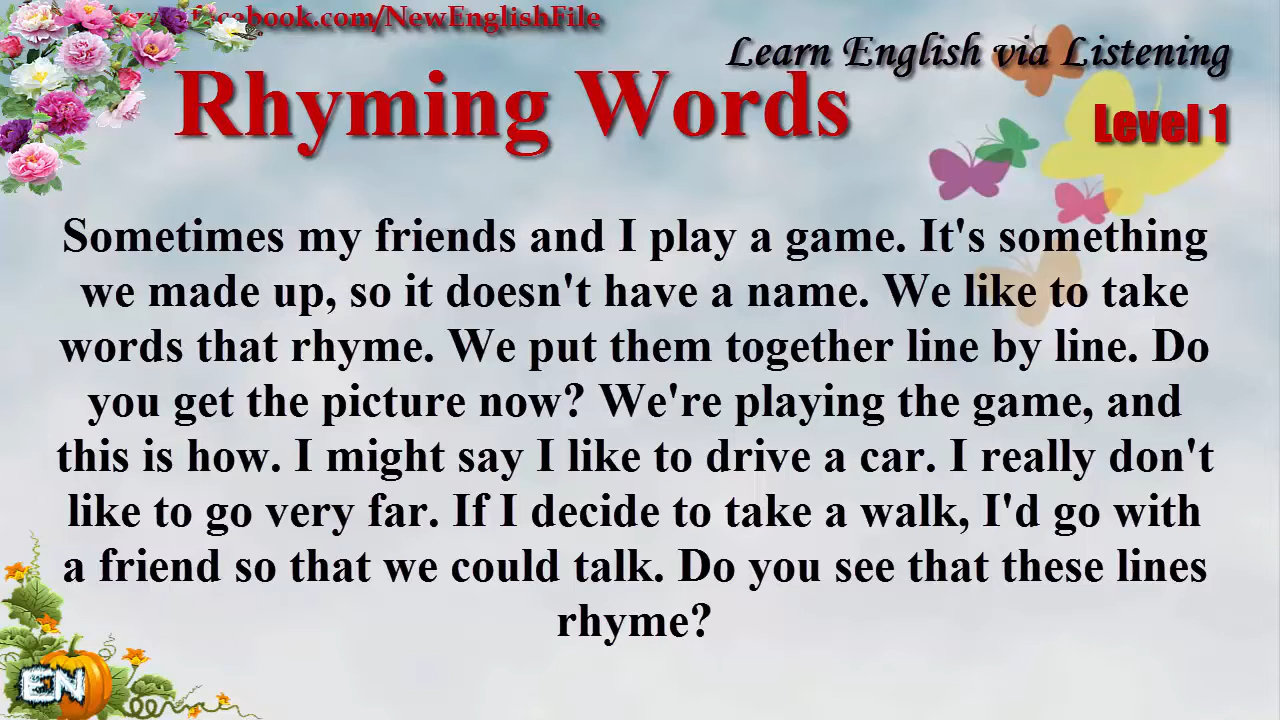 facebook.com/NewEnglishFile
Learn English via Listening
Rhyming Words
Level 1
Sometimes my friends and I play a game. It's something
we made up, so it doesn't have a name. We like to take
words that rhyme. We put them together line by line. Do
you get the picture now? We're playing the game, and
this is how. I might say I like to drive a car. I really don't
like to go very far. If I decide to take a walk, I'd go with
a friend so that we could talk. Do you see that these lines
rhyme?
EN